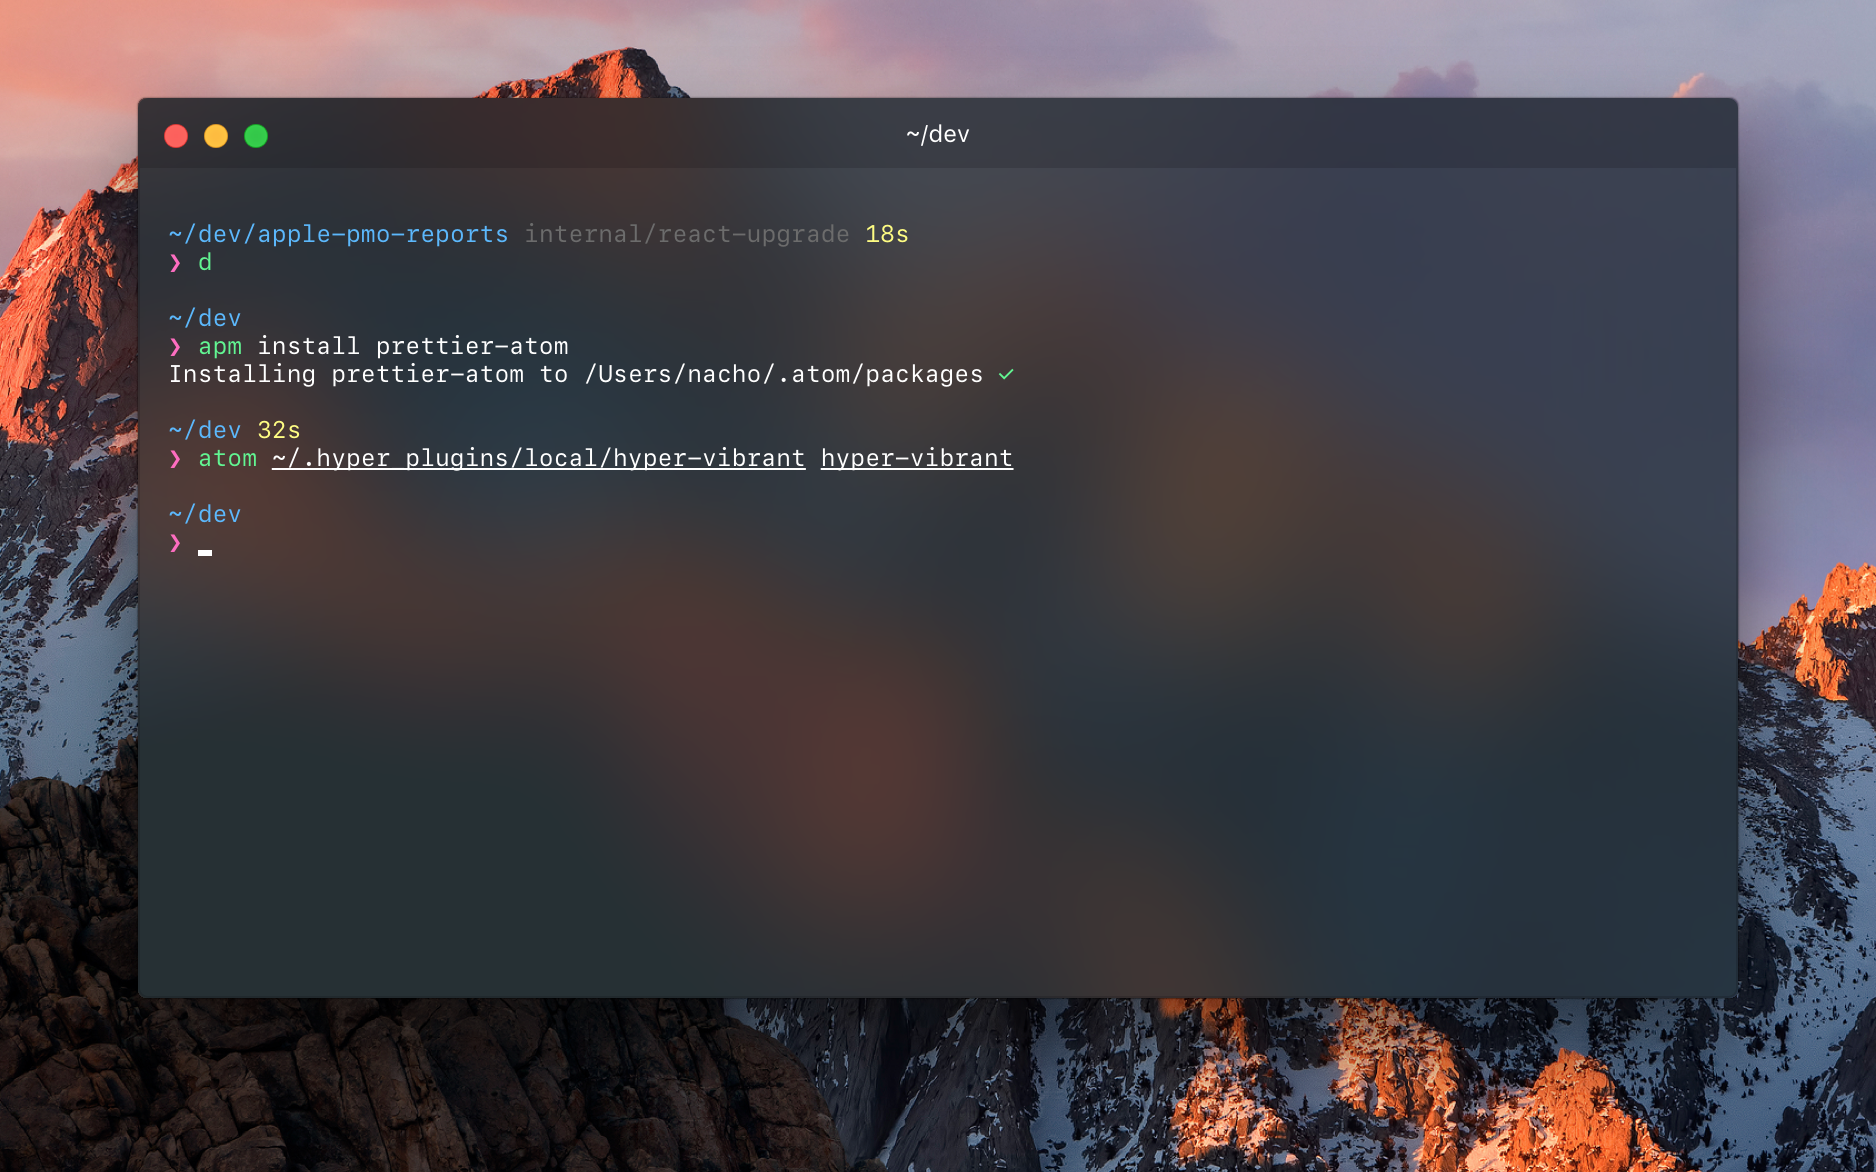 ~/dev
~/dev/apple-pmo-reports internal/react-upgrade 18s
❯ d
~/dev
❯ apm install prettier-atom
Installing prettier-atom to /Users/nacho/.atom/packages ✓
~/dev 32s
❯ atom ~/.hyper_plugins/local/hyper-vibrant hyper-vibrant
~/dev
❯